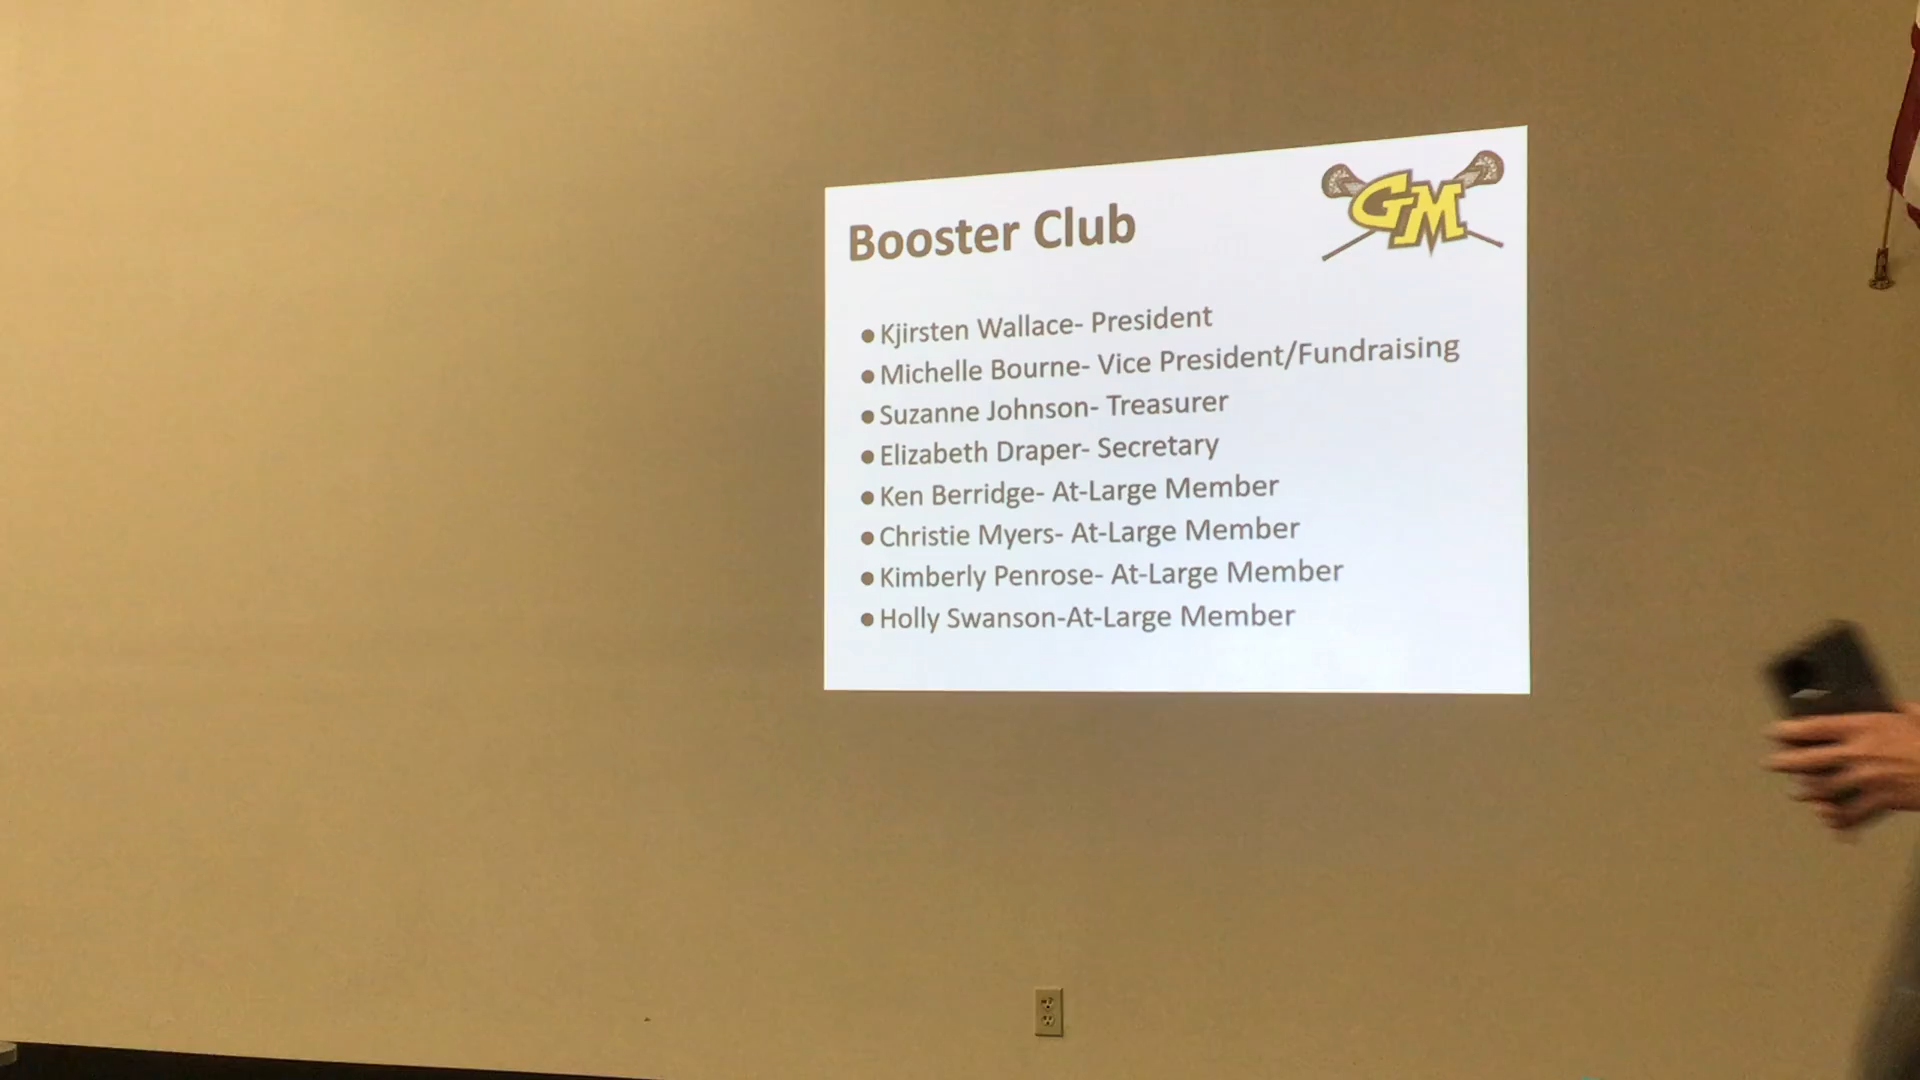 GM
Booster Club
●Kjirsten Wallace- President
●Michelle Bourne- Vice President/Fundraising
●Suzanne Johnson- Treasurer
●Elizabeth Draper- Secretary
●Ken Berridge- At-Large Member
●Christie Myers- At-Large Member
●Kimberly Penrose- At-Large Member
●Holly Swanson-At-Large Member